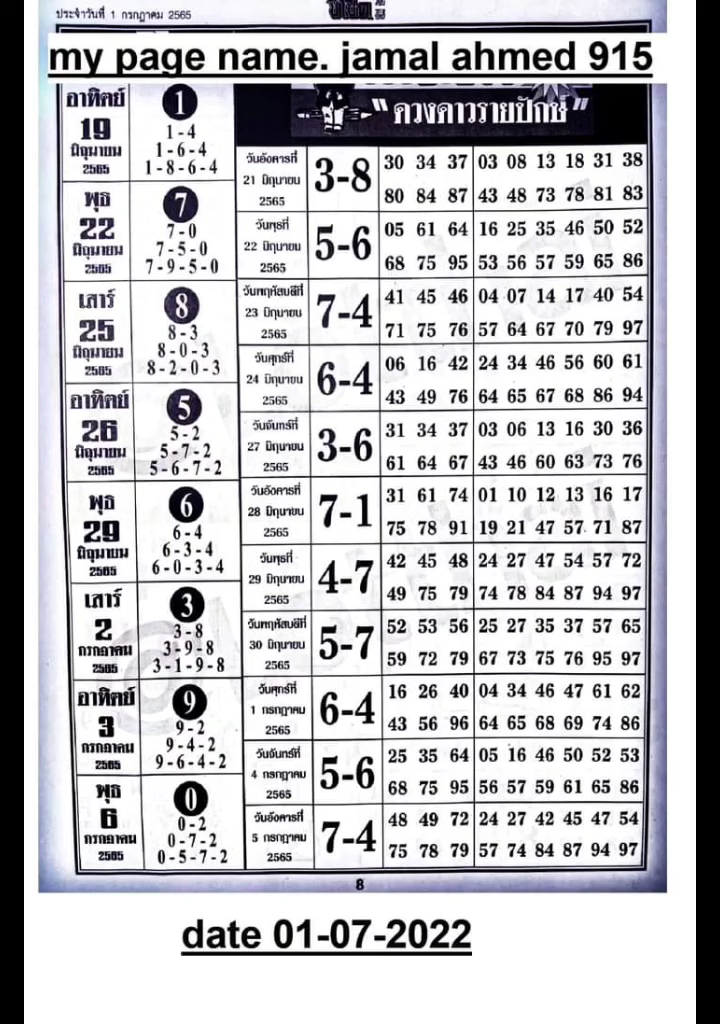 ประจำวันที่ 1 กรกฎาคม 2565
my page name. jamal ahmed 915
"ดวงดาวรายปักษ์"
อาทิตย์ 19 มิถุนายน 2565
1
1-4
1-6-4
1-8-6-4
พุธ 22 มิถุนายน 2565
7
7-0
7-5-0
7-9-5-0
เสาร์ 25 มิถุนายน 2565
8
8-3
8-0-3
8-2-0-3
อาทิตย์ 26 มิถุนายน 2565
5
5-2
5-7-2
5-6-7-2
พุธ 29 มิถุนายน 2565
6
6-4
6-3-4
6-0-3-4
เสาร์ 2 กรกฎาคม 2565
3
3-8
3-9-8
3-1-9-8
อาทิตย์ 3 กรกฎาคม 2565
9
9-2
9-4-2
9-6-4-2
พุธ 6 กรกฎาคม 2565
0
0-2
0-7-2
0-5-7-2
วันอังคารที่ 21 มิถุนายน 2565
3-8
30 34 37 03 08 13 18 31 38
80 84 87 43 48 73 78 81 83
วันพุธที่ 22 มิถุนายน 2565
5-6
05 61 64 16 25 35 46 50 52
68 75 95 53 56 57 59 65 86
วันพฤหัสบดีที่ 23 มิถุนายน 2565
7-4
41 45 46 04 07 14 17 40 54
71 75 76 57 64 67 70 79 97
วันศุกร์ที่ 24 มิถุนายน 2565
6-4
06 16 42 24 34 46 56 60 61
43 49 76 64 65 67 68 86 94
วันจันทร์ที่ 27 มิถุนายน 2565
3-6
31 34 37 03 06 13 16 30 36
61 64 67 43 46 60 63 73 76
วันอังคารที่ 28 มิถุนายน 2565
7-1
31 61 74 01 10 12 13 16 17
75 78 91 19 21 47 57 71 87
วันพุธที่ 29 มิถุนายน 2565
4-7
42 45 48 24 27 47 54 57 72
49 75 79 74 78 84 87 94 97
วันพฤหัสบดีที่ 30 มิถุนายน 2565
5-7
52 53 56 25 27 35 37 57 65
59 72 79 67 73 75 76 95 97
วันศุกร์ที่ 1 กรกฎาคม 2565
6-4
16 26 40 04 34 46 47 61 62
43 56 96 64 65 68 69 74 86
วันจันทร์ที่ 4 กรกฎาคม 2565
5-6
25 35 64 05 16 46 50 52 53
68 75 95 56 57 59 61 65 86
วันอังคารที่ 5 กรกฎาคม 2565
7-4
48 49 72 24 27 42 45 47 54
75 78 79 57 74 84 87 94 97
8
date 01-07-2022